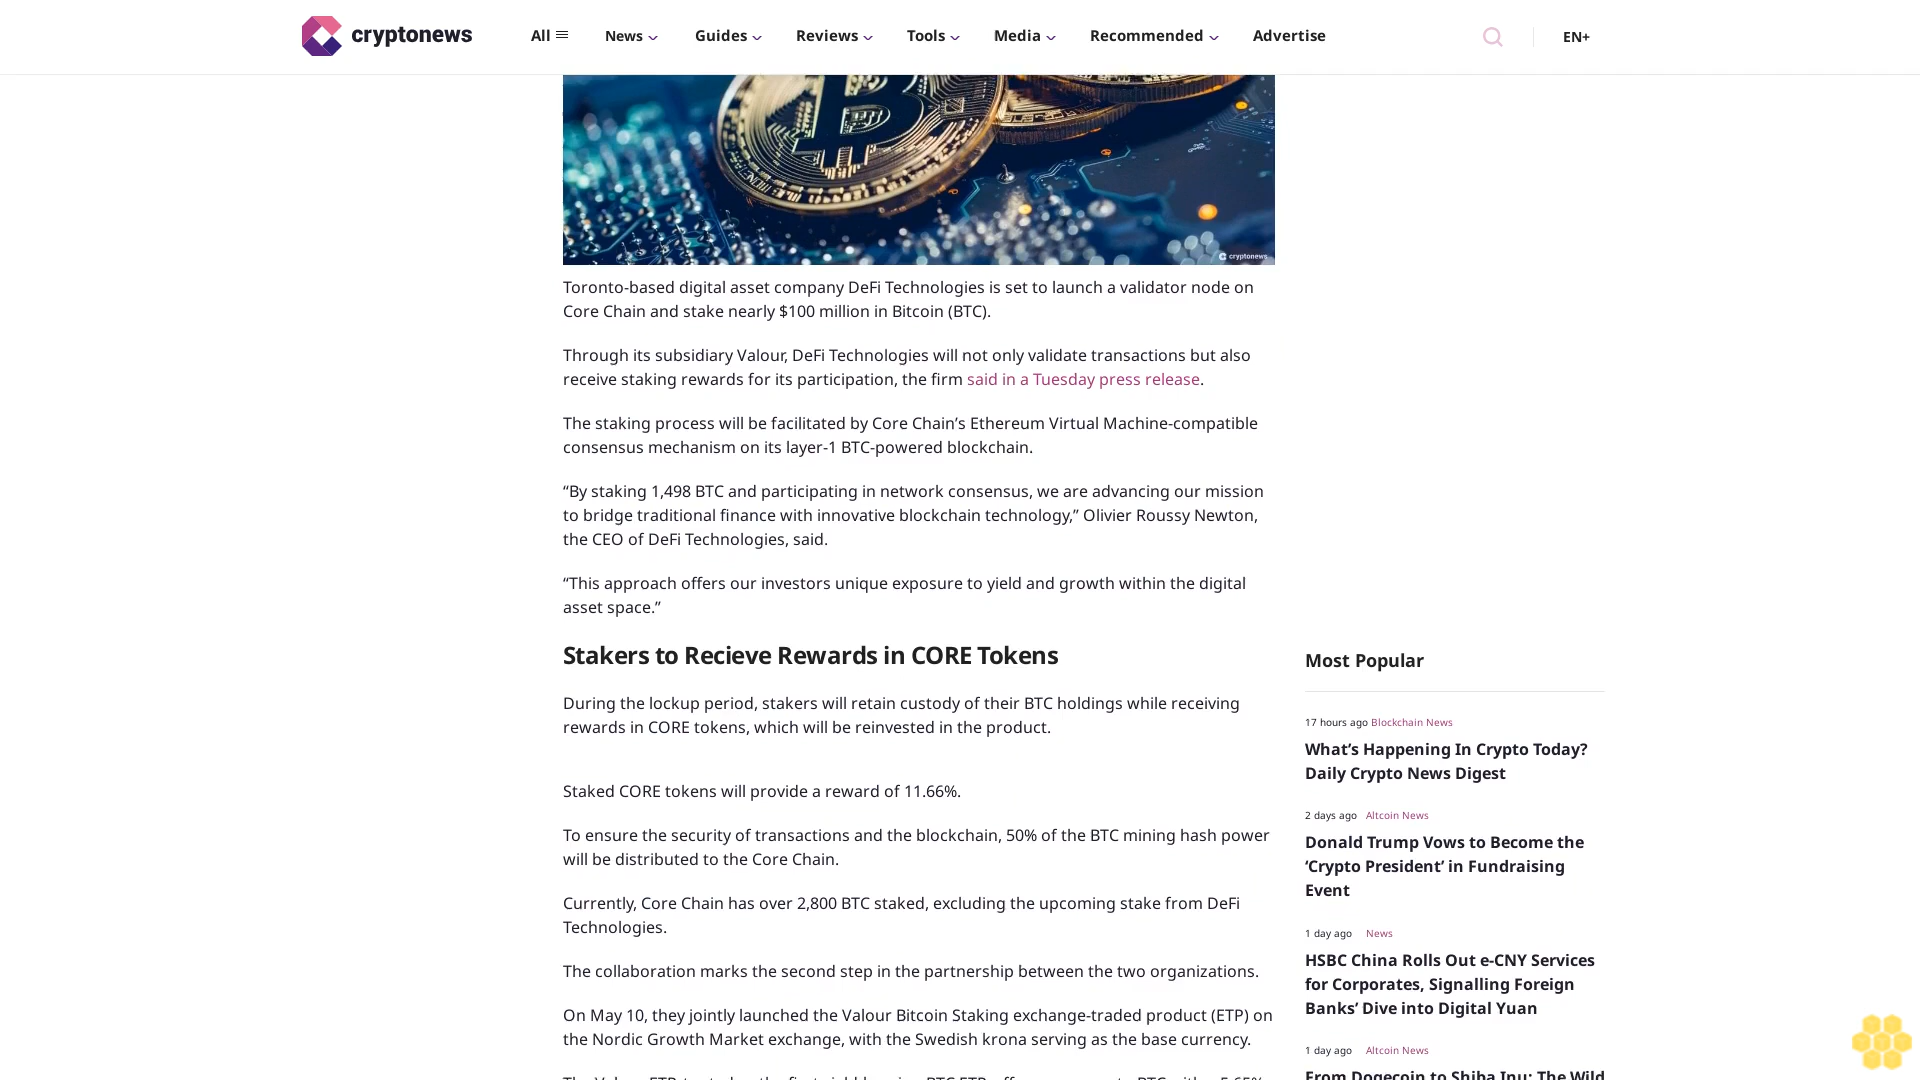 cryptonews
All
News
Guides
Reviews
Tools
Media
Recommended
Advertise
EN+
cryptonews
Toronto-based digital asset company DeFi Technologies is set to launch a validator node on
Core Chain and stake nearly $100 million in Bitcoin (BTC).
Through its subsidiary Valour, DeFi Technologies will not only validate transactions but also
receive staking rewards for its participation, the firm said in a Tuesday press release.
The staking process will be facilitated by Core Chain’s Ethereum Virtual Machine-compatible
consensus mechanism on its layer-1 BTC-powered blockchain.
“By staking 1,498 BTC and participating in network consensus, we are advancing our mission
to bridge traditional finance with innovative blockchain technology,” Olivier Roussy Newton,
the CEO of DeFi Technologies, said.
“This approach offers our investors unique exposure to yield and growth within the digital
asset space.”
Stakers to Recieve Rewards in CORE Tokens
During the lockup period, stakers will retain custody of their BTC holdings while receiving
rewards in CORE tokens, which will be reinvested in the product.
Staked CORE tokens will provide a reward of 11.66%.
To ensure the security of transactions and the blockchain, 50% of the BTC mining hash power
will be distributed to the Core Chain.
Currently, Core Chain has over 2,800 BTC staked, excluding the upcoming stake from DeFi
Technologies.
The collaboration marks the second step in the partnership between the two organizations.
On May 10, they jointly launched the Valour Bitcoin Staking exchange-traded product (ETP) on
the Nordic Growth Market exchange, with the Swedish krona serving as the base currency.
Most Popular
17 hours ago Blockchain News
What’s Happening In Crypto Today?
Daily Crypto News Digest
2 days ago Altcoin News
Donald Trump Vows to Become the
‘Crypto President’ in Fundraising
Event
1 day ago News
HSBC China Rolls Out e-CNY Services
for Corporates, Signalling Foreign
Banks’ Dive into Digital Yuan
1 day ago Altcoin News
From Dogecoin to Shiba Inu: The Wild